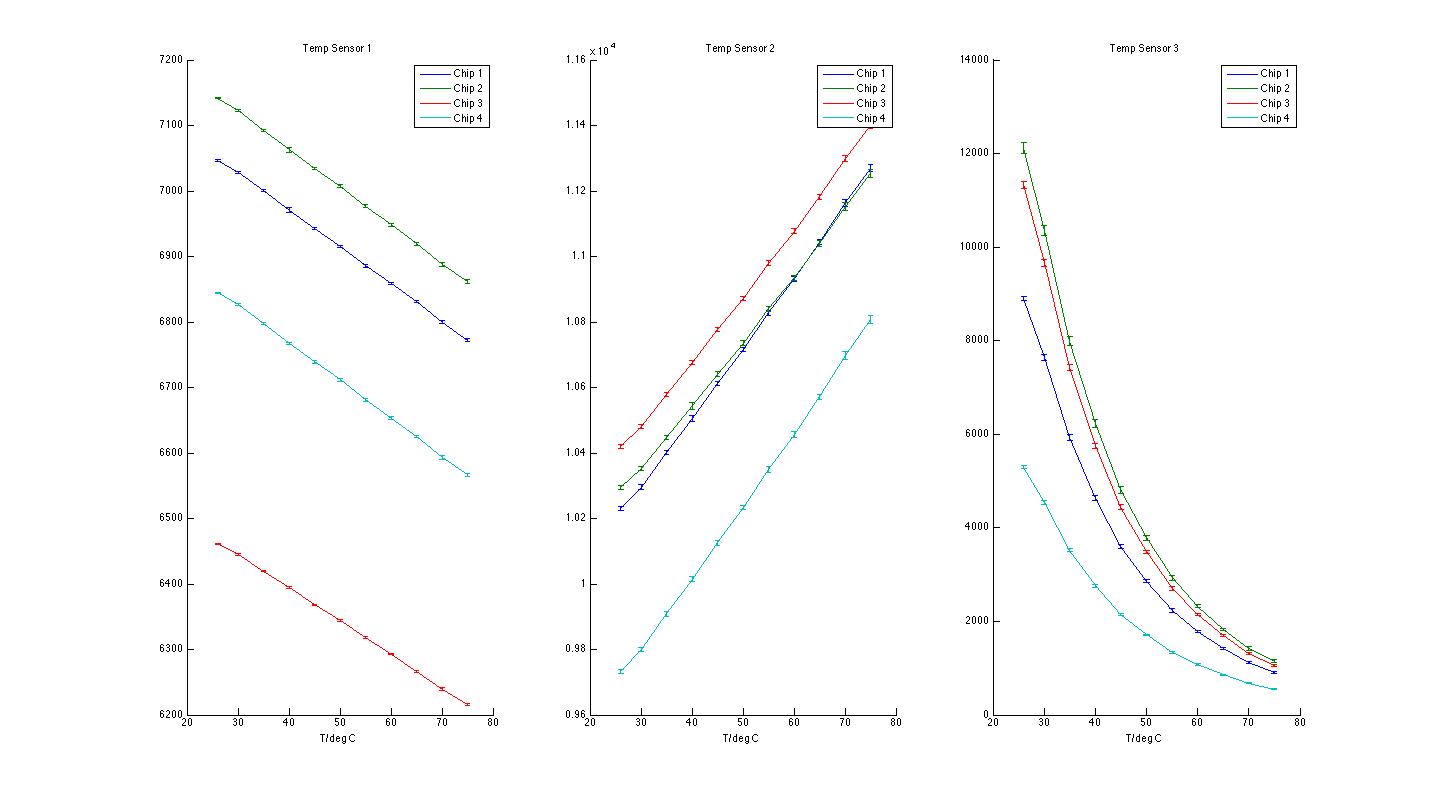 Temp Sensor 1
7200
7100
7000
6900
6800
6700
6600
6500
6400
6300
6200
20 30 40 50 60 70 80
T/deg C
Chip 1
Chip 2
Chip 3
Chip 4
Temp Sensor 2
x 10^4
1.16
1.14
1.12
1.1
1.08
1.06
1.04
1.02
1
0.98
0.96
20 30 40 50 60 70 80
T/deg C
Chip 1
Chip 2
Chip 3
Chip 4
Temp Sensor 3
14000
12000
10000
8000
6000
4000
2000
0
20 30 40 50 60 70 80
T/deg C
Chip 1
Chip 2
Chip 3
Chip 4